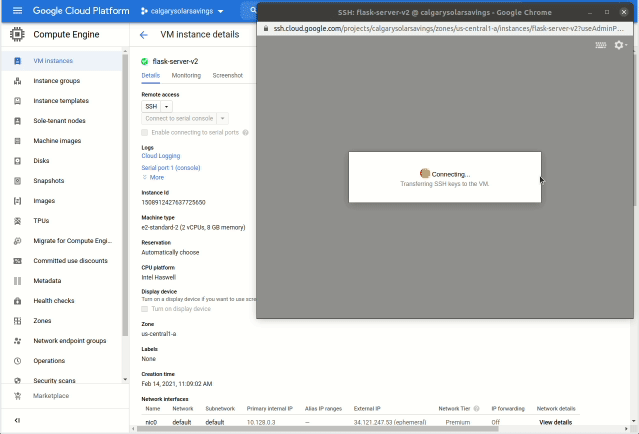 Google Cloud Platform
calgarysolarsavings
SSH: flask-server-v2 @ calgarysolarsavings - Google Chrome
ssh.cloud.google.com/projects/calgarysolarsavings/zones/us-central1-a/instances/flask-server-v2?useAdminP...
Compute Engine
VM instance details
VM instances
Instance groups
Instance templates
Sole-tenant nodes
Machine images
Disks
Snapshots
Images
TPUs
Migrate for Compute Engi...
Committed use discounts
Metadata
Health checks
Zones
Network endpoint groups
Operations
Security scans
Marketplace
flask-server-v2
Details
Monitoring
Screenshot
Remote access
SSH
Connect to serial console
Enable connecting to serial ports
Logs
Cloud Logging
Serial port 1 (console)
More
Instance Id
1508912427637725650
Machine type
e2-standard-2 (2 vCPUs, 8 GB memory)
Reservation
Automatically choose
CPU platform
Intel Haswell
Display device
Turn on a display device if you want to use scre
Turn on display device
Zone
us-central1-a
Labels
None
Creation time
Feb 14, 2021, 11:09:02 AM
Network interfaces
Name Network Subnetwork Primary internal IP Alias IP ranges External IP Network Tier IP forwarding Network details
nic0 default default 10.128.0.3 — 34.121.247.53 (ephemeral) Premium Off View details
Connecting...
Transferring SSH keys to the VM.